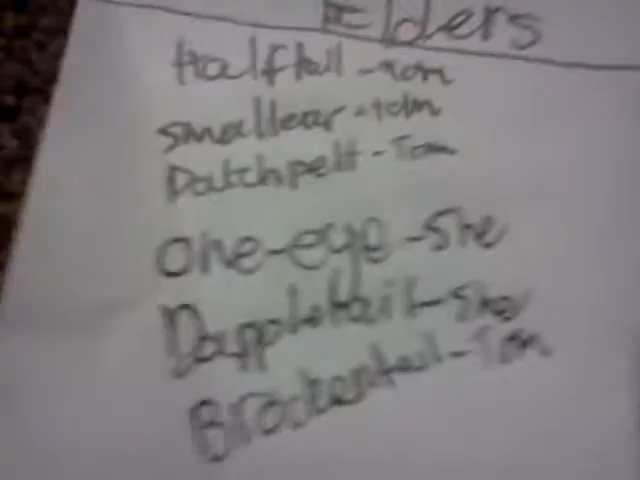 Elders
Halftail-Tom
smallear-tom
Patchpelt-Tom
one-eye-She
Dappletail-She
Brokentail-Tom